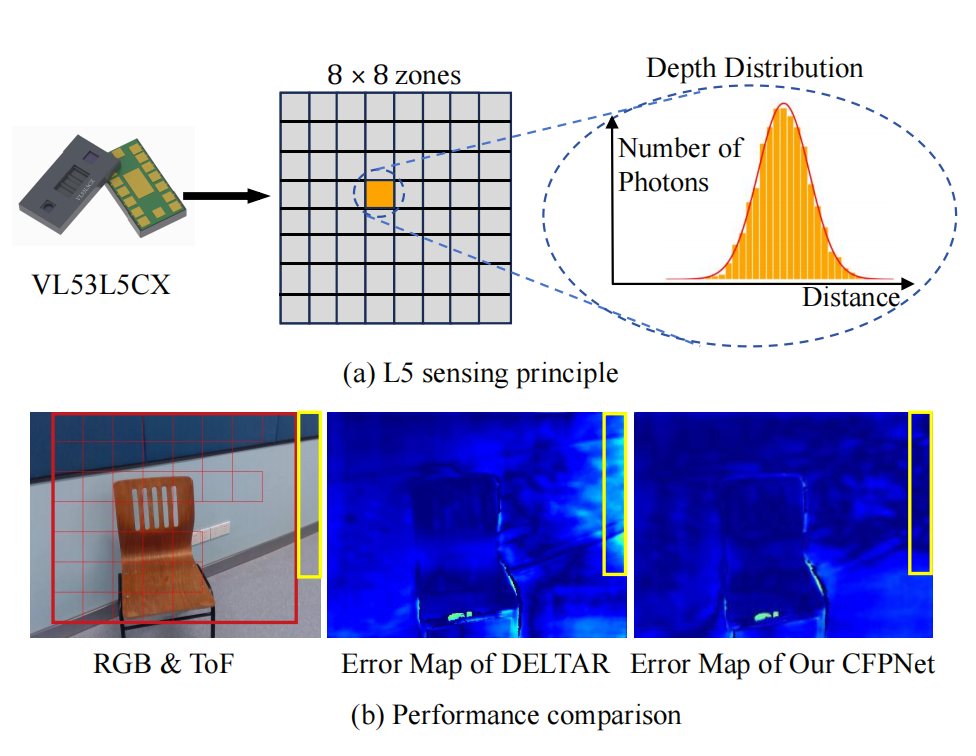 8 × 8 zones
Depth Distribution
Number of
Photons
Distance
VL53L5CX
(a) L5 sensing principle
RGB & ToF
Error Map of DELTAR
Error Map of Our CFPNet
(b) Performance comparison